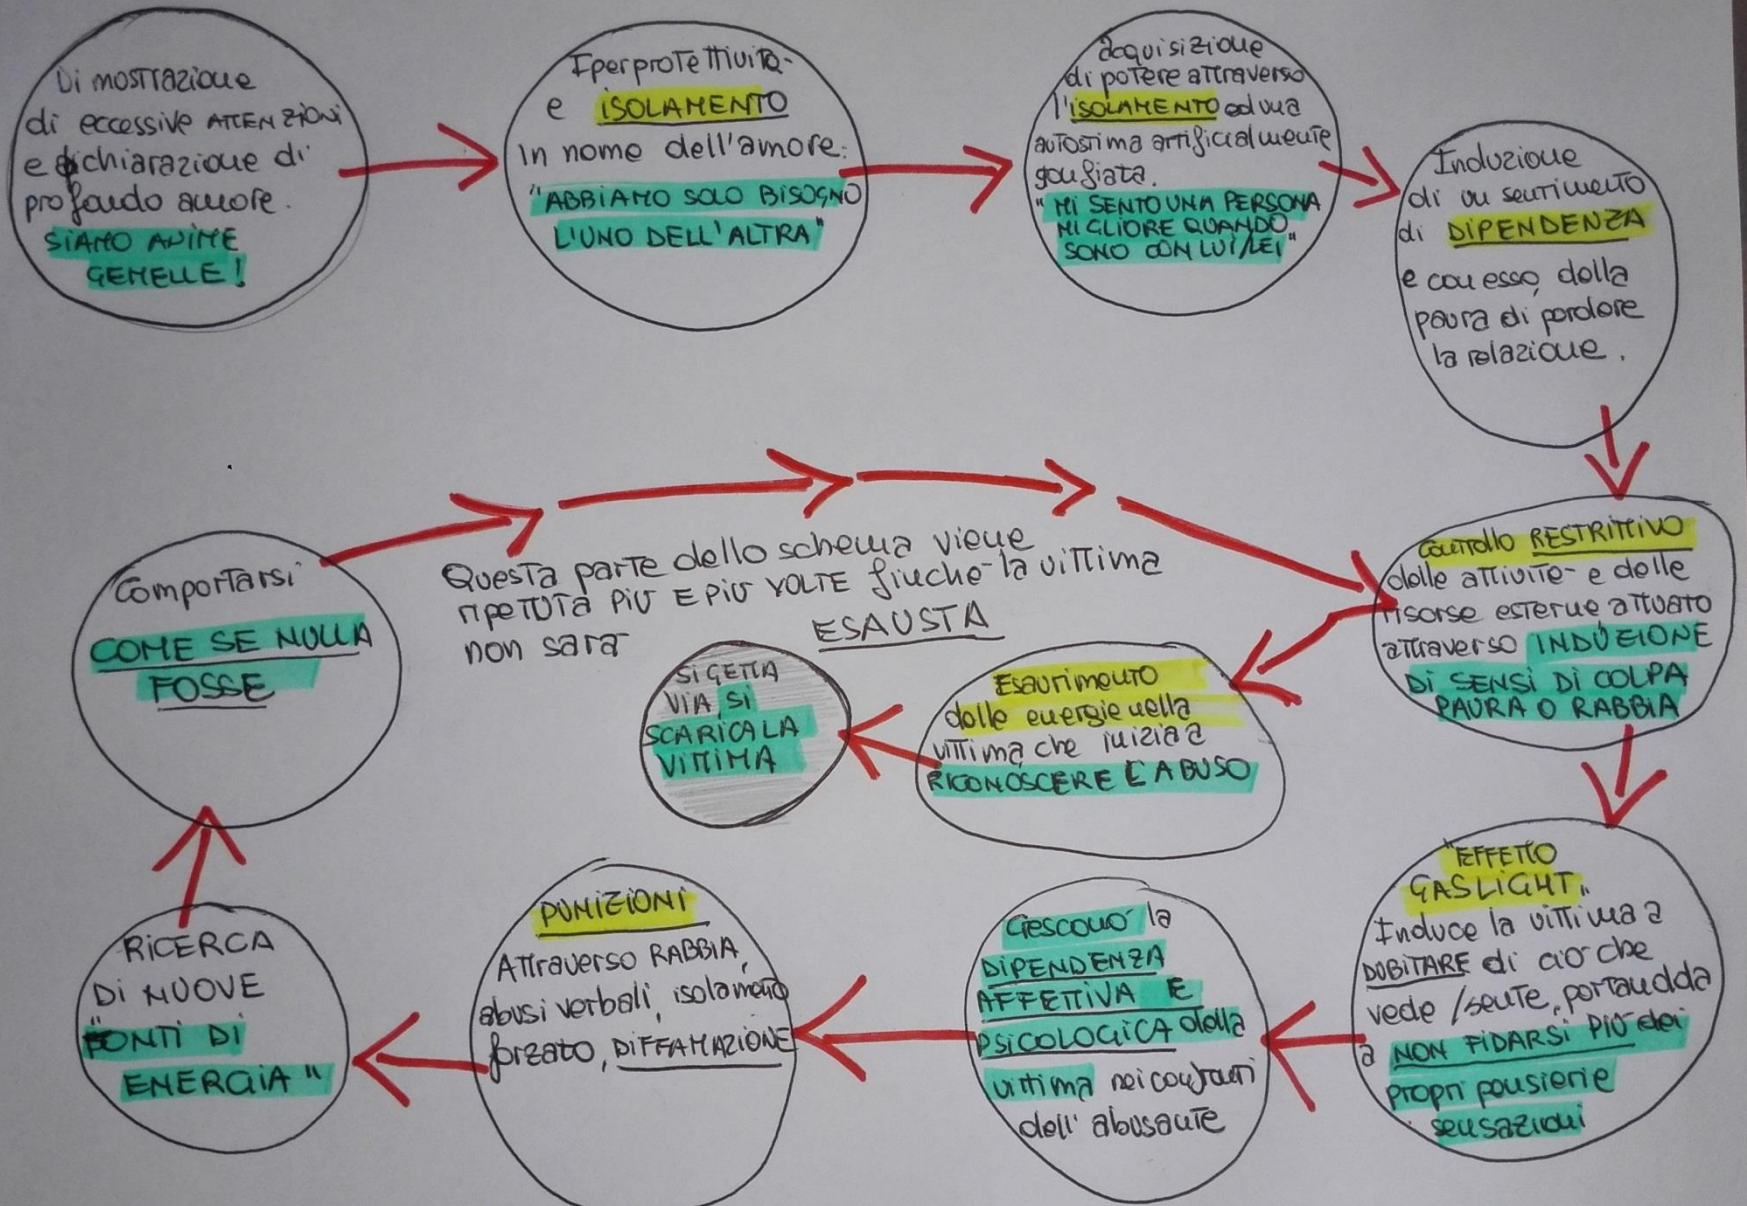 Dimostrazione
di eccessive ATTENZIONI
e dichiarazione di
profondo amore.
SIAMO ANIME
GEMELLE!
Iperprotettività
e ISOLAMENTO
In nome dell'amore:
"ABBIAMO SOLO BISOGNO
L'UNO DELL'ALTRA"
acquisizione
di potere attraverso
l'ISOLAMENTO ed una
autostima artificialmente
gonfiata.
"MI SENTO UNA PERSONA
MIGLIORE QUANDO
SONO CON LUI/LEI"
Induzione
di un sentimento
di DIPENDENZA
e con esso, della
paura di perdere
la relazione.
Controllo RESTRITTIVO
delle attività e delle
risorse esterne attuato
attraverso INDUZIONE
DI SENSI DI COLPA
PAURA O RABBIA
"EFFETTO
GASLIGHT"
Induce la vittima a
DUBITARE di ciò che
vede/sente, portandola
a NON FIDARSI PIÙ dei
propri pensieri e
sensazioni
Crescono la
DIPENDENZA
AFFETTIVA E
PSICOLOGICA della
vittima nei confronti
dell'abusante
PUNIZIONI
Attraverso RABBIA,
abusi verbali, isolamento
forzato, DIFFAMAZIONE
RICERCA
DI NUOVE
"FONTI DI
ENERGIA"
Comportarsi
COME SE NULLA
FOSSE
Questa parte dello schema viene
ripetuta PIÙ E PIÙ VOLTE finché la vittima
non sarà ESAUSTA
Esaurimento
delle energie nella
vittima che inizia a
RICONOSCERE L'ABUSO
SI GETTA
VIA, SI
SCARICA LA
VITTIMA